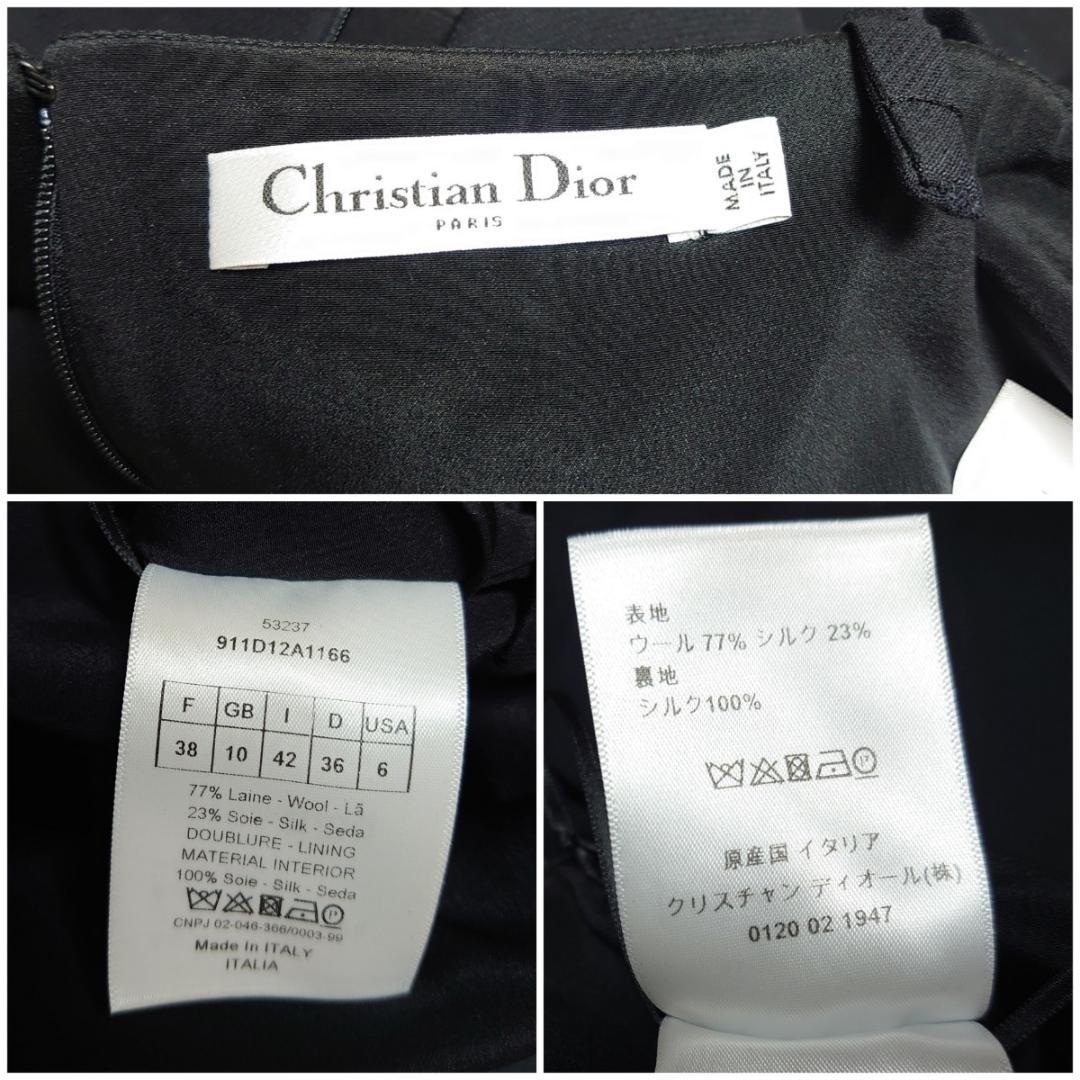 Christian Dior
PARIS
MADE
IN
ITALY
53237
911D12A1166
F GB I D USA
38 10 42 36 6
77% Laine - Wool - Lã
23% Soie - Silk - Seda
DOUBLURE - LINING
MATERIAL INTERIOR
100% Soie - Silk - Seda
P
CNPJ 02-046-366/0003-99
Made In ITALY
ITALIA
表地
ウール 77% シルク 23%
裏地
シルク100%
P
原産国 イタリア
クリスチャン ディオール(株)
0120 02 1947